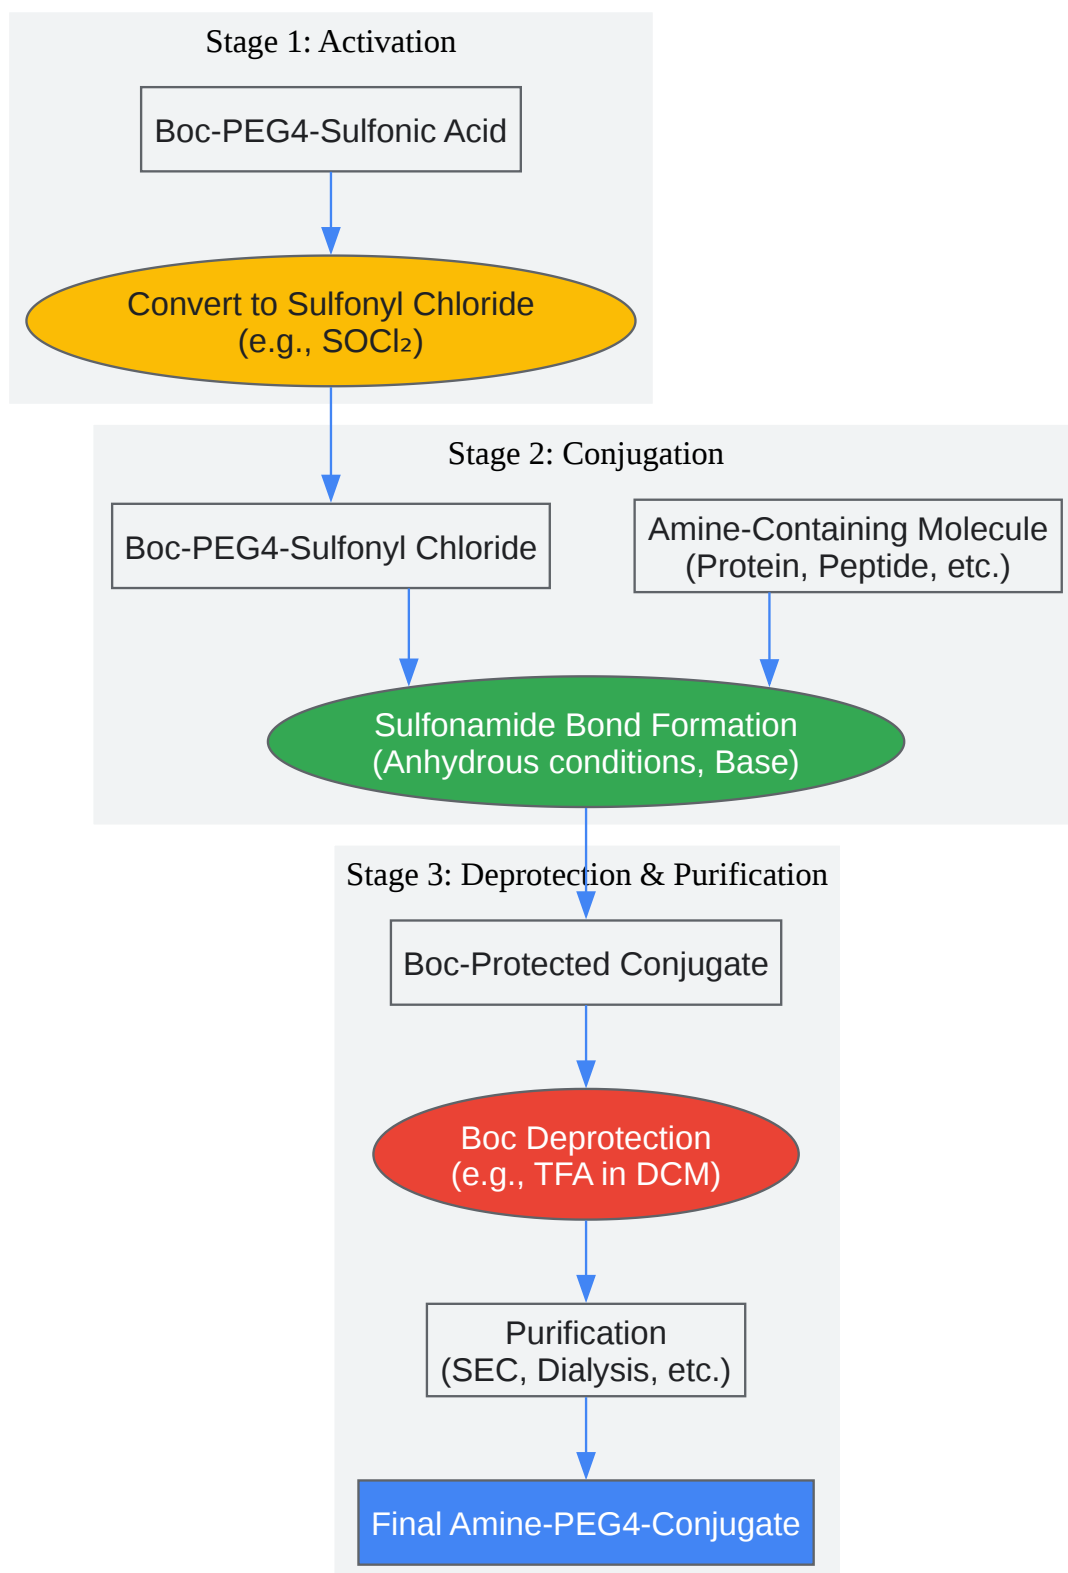 Stage 1: Activation
Boc-PEG4-Sulfonic Acid
Convert to Sulfonyl Chloride
(e.g., SOCl₂)
Stage 2: Conjugation
Boc-PEG4-Sulfonyl Chloride
Amine-Containing Molecule
(Protein, Peptide, etc.)
Sulfonamide Bond Formation
(Anhydrous conditions, Base)
Stage 3: Deprotection & Purification
Boc-Protected Conjugate
Boc Deprotection
(e.g., TFA in DCM)
Purification
(SEC, Dialysis, etc.)
Final Amine-PEG4-Conjugate